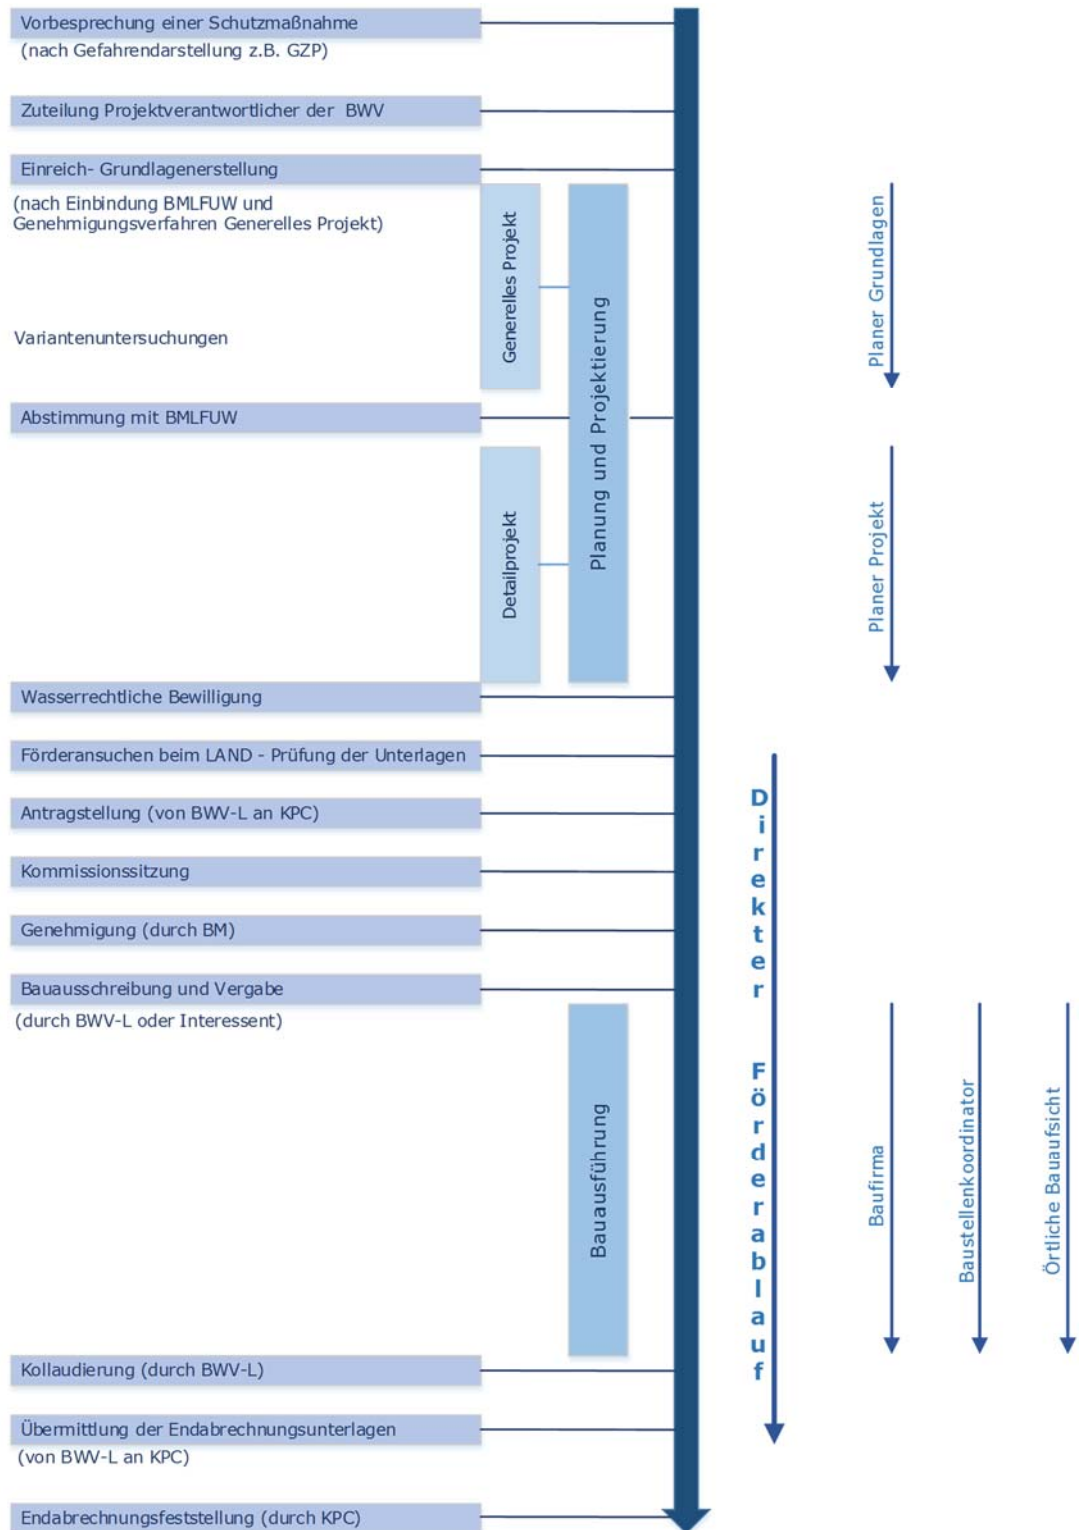 Vorbesprechung einer Schutzmaßnahme
(nach Gefahrendarstellung z.B. GZP)
Zuteilung Projektverantwortlicher der BWV
Einreich- Grundlagenerstellung
(nach Einbindung BMLFUW und
Genehmigungsverfahren Generelles Projekt)
Generelles Projekt
Planung und Projektierung
Planer Grundlagen
Variantenuntersuchungen
Abstimmung mit BMLFUW
Detailprojekt
Planer Projekt
Wasserrechtliche Bewilligung
Förderansuchen beim LAND - Prüfung der Unterlagen
Antragstellung (von BWV-L an KPC)
Kommissionssitzung
Genehmigung (durch BM)
Bauausschreibung und Vergabe
(durch BWV-L oder Interessent)
Direkter Förderablauf
Bauausführung
Baufirma
Baustellenkoordinator
Örtliche Bauaufsicht
Kollaudierung (durch BWV-L)
Übermittlung der Endabrechnungsunterlagen
(von BWV-L an KPC)
Endabrechnungsfeststellung (durch KPC)